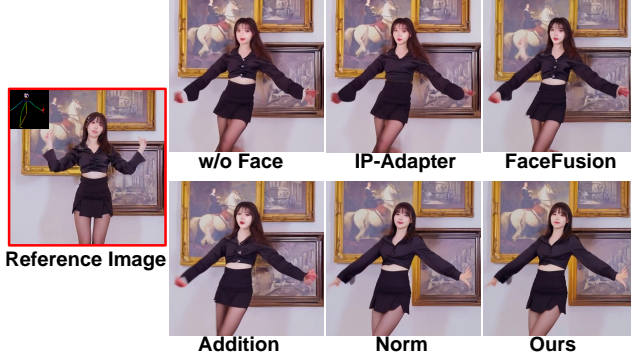 w/o Face
IP-Adapter
FaceFusion
Reference Image
Addition
Norm
Ours